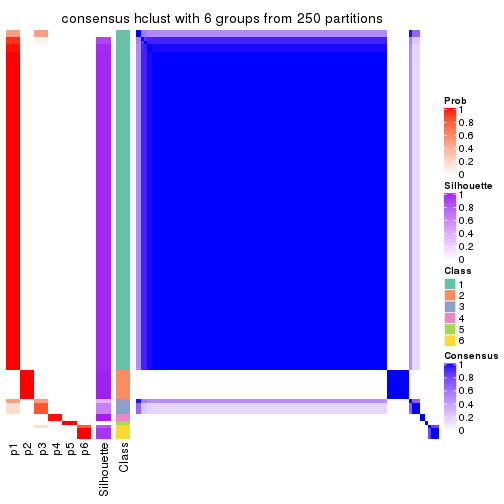 consensus hclust with 6 groups from 250 partitions
Prob
1
0.8
0.6
0.4
0.2
0
Silhouette
1
0.8
0.6
0.4
0.2
0
Class
1
2
3
4
5
6
Consensus
1
0.8
0.6
0.4
0.2
0
p1
p2
p3
p4
p5
p6
Silhouette
Class